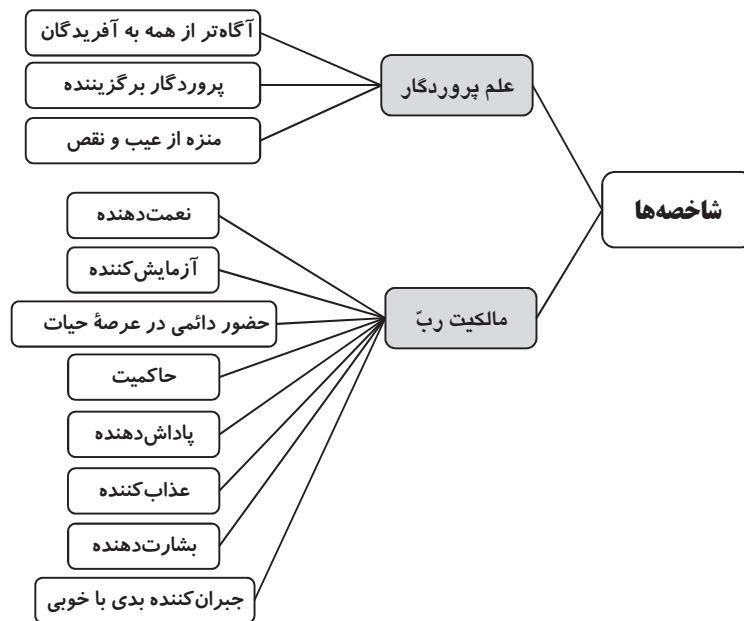 شاخصه‌ها
علم پروردگار
آگاه‌تر از همه به آفریدگان
پروردگار برگزیننده
منزه از عیب و نقص
مالکیت ربّ
نعمت‌دهنده
آزمایش‌کننده
حضور دائمی در عرصهٔ حیات
حاکمیت
پاداش‌دهنده
عذاب‌کننده
بشارت‌دهنده
جبران‌کننده بدی با خوبی